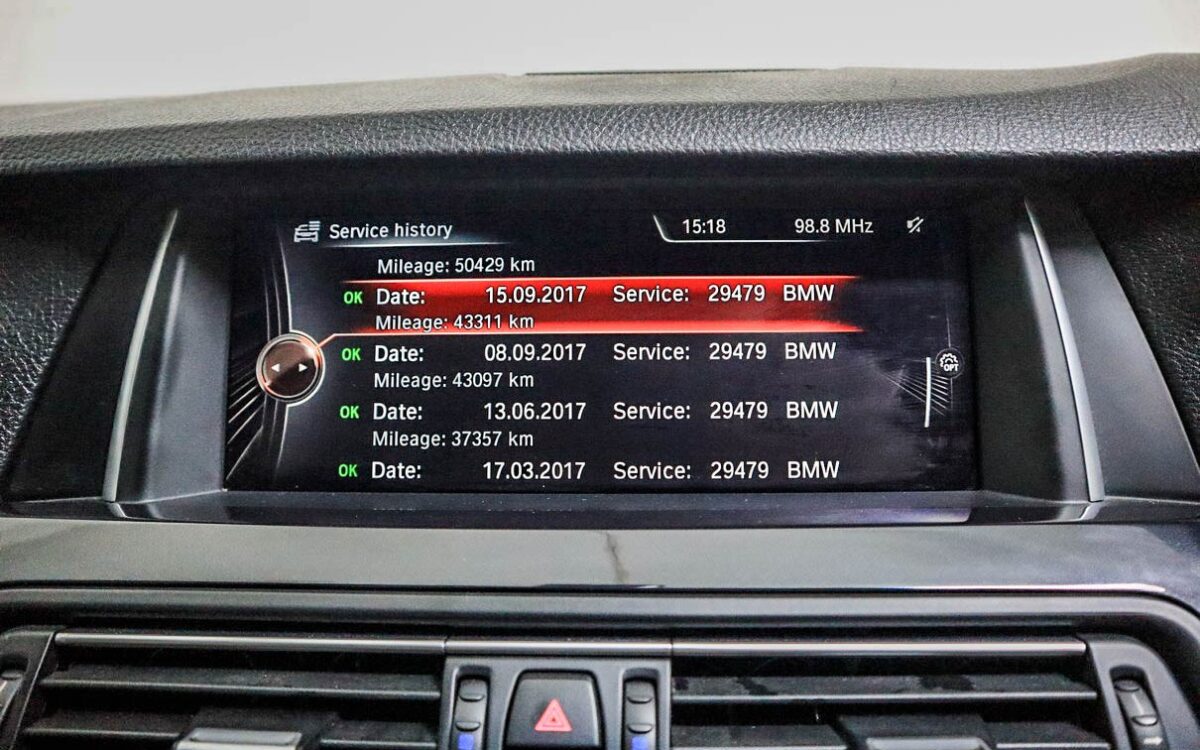 Service history 15:18 98.8 MHz
Mileage: 50429 km
OK Date: 15.09.2017 Service: 29479 BMW
Mileage: 43311 km
OK Date: 08.09.2017 Service: 29479 BMW
Mileage: 43097 km
OPT
OK Date: 13.06.2017 Service: 29479 BMW
Mileage: 37357 km
OK Date: 17.03.2017 Service: 29479 BMW